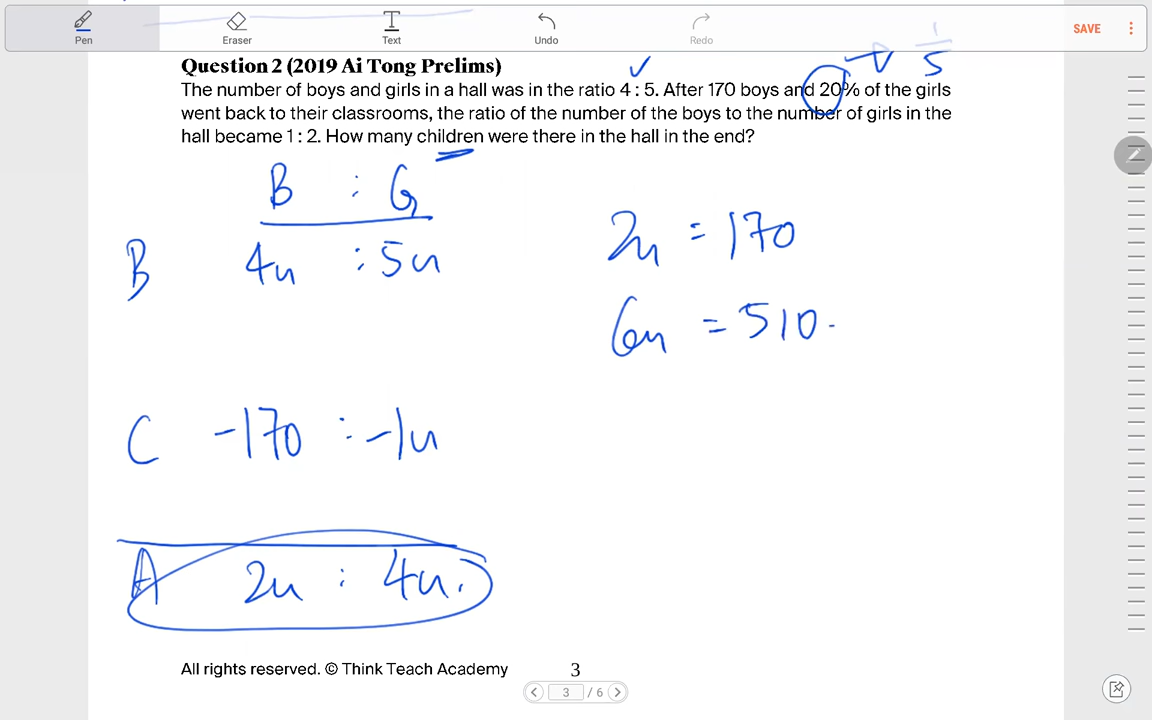 Pen
Eraser
Text
Undo
Redo
SAVE
1
5
Question 2 (2019 Ai Tong Prelims)
The number of boys and girls in a hall was in the ratio 4 : 5. After 170 boys and 20% of the girls
went back to their classrooms, the ratio of the number of the boys to the number of girls in the
hall became 1 : 2. How many children were there in the hall in the end?
B : G
B 4u : 5u
2u = 170
6u = 510.
C -170 : -1u
A 2u : 4u.
All rights reserved. © Think Teach Academy 3
3 / 6